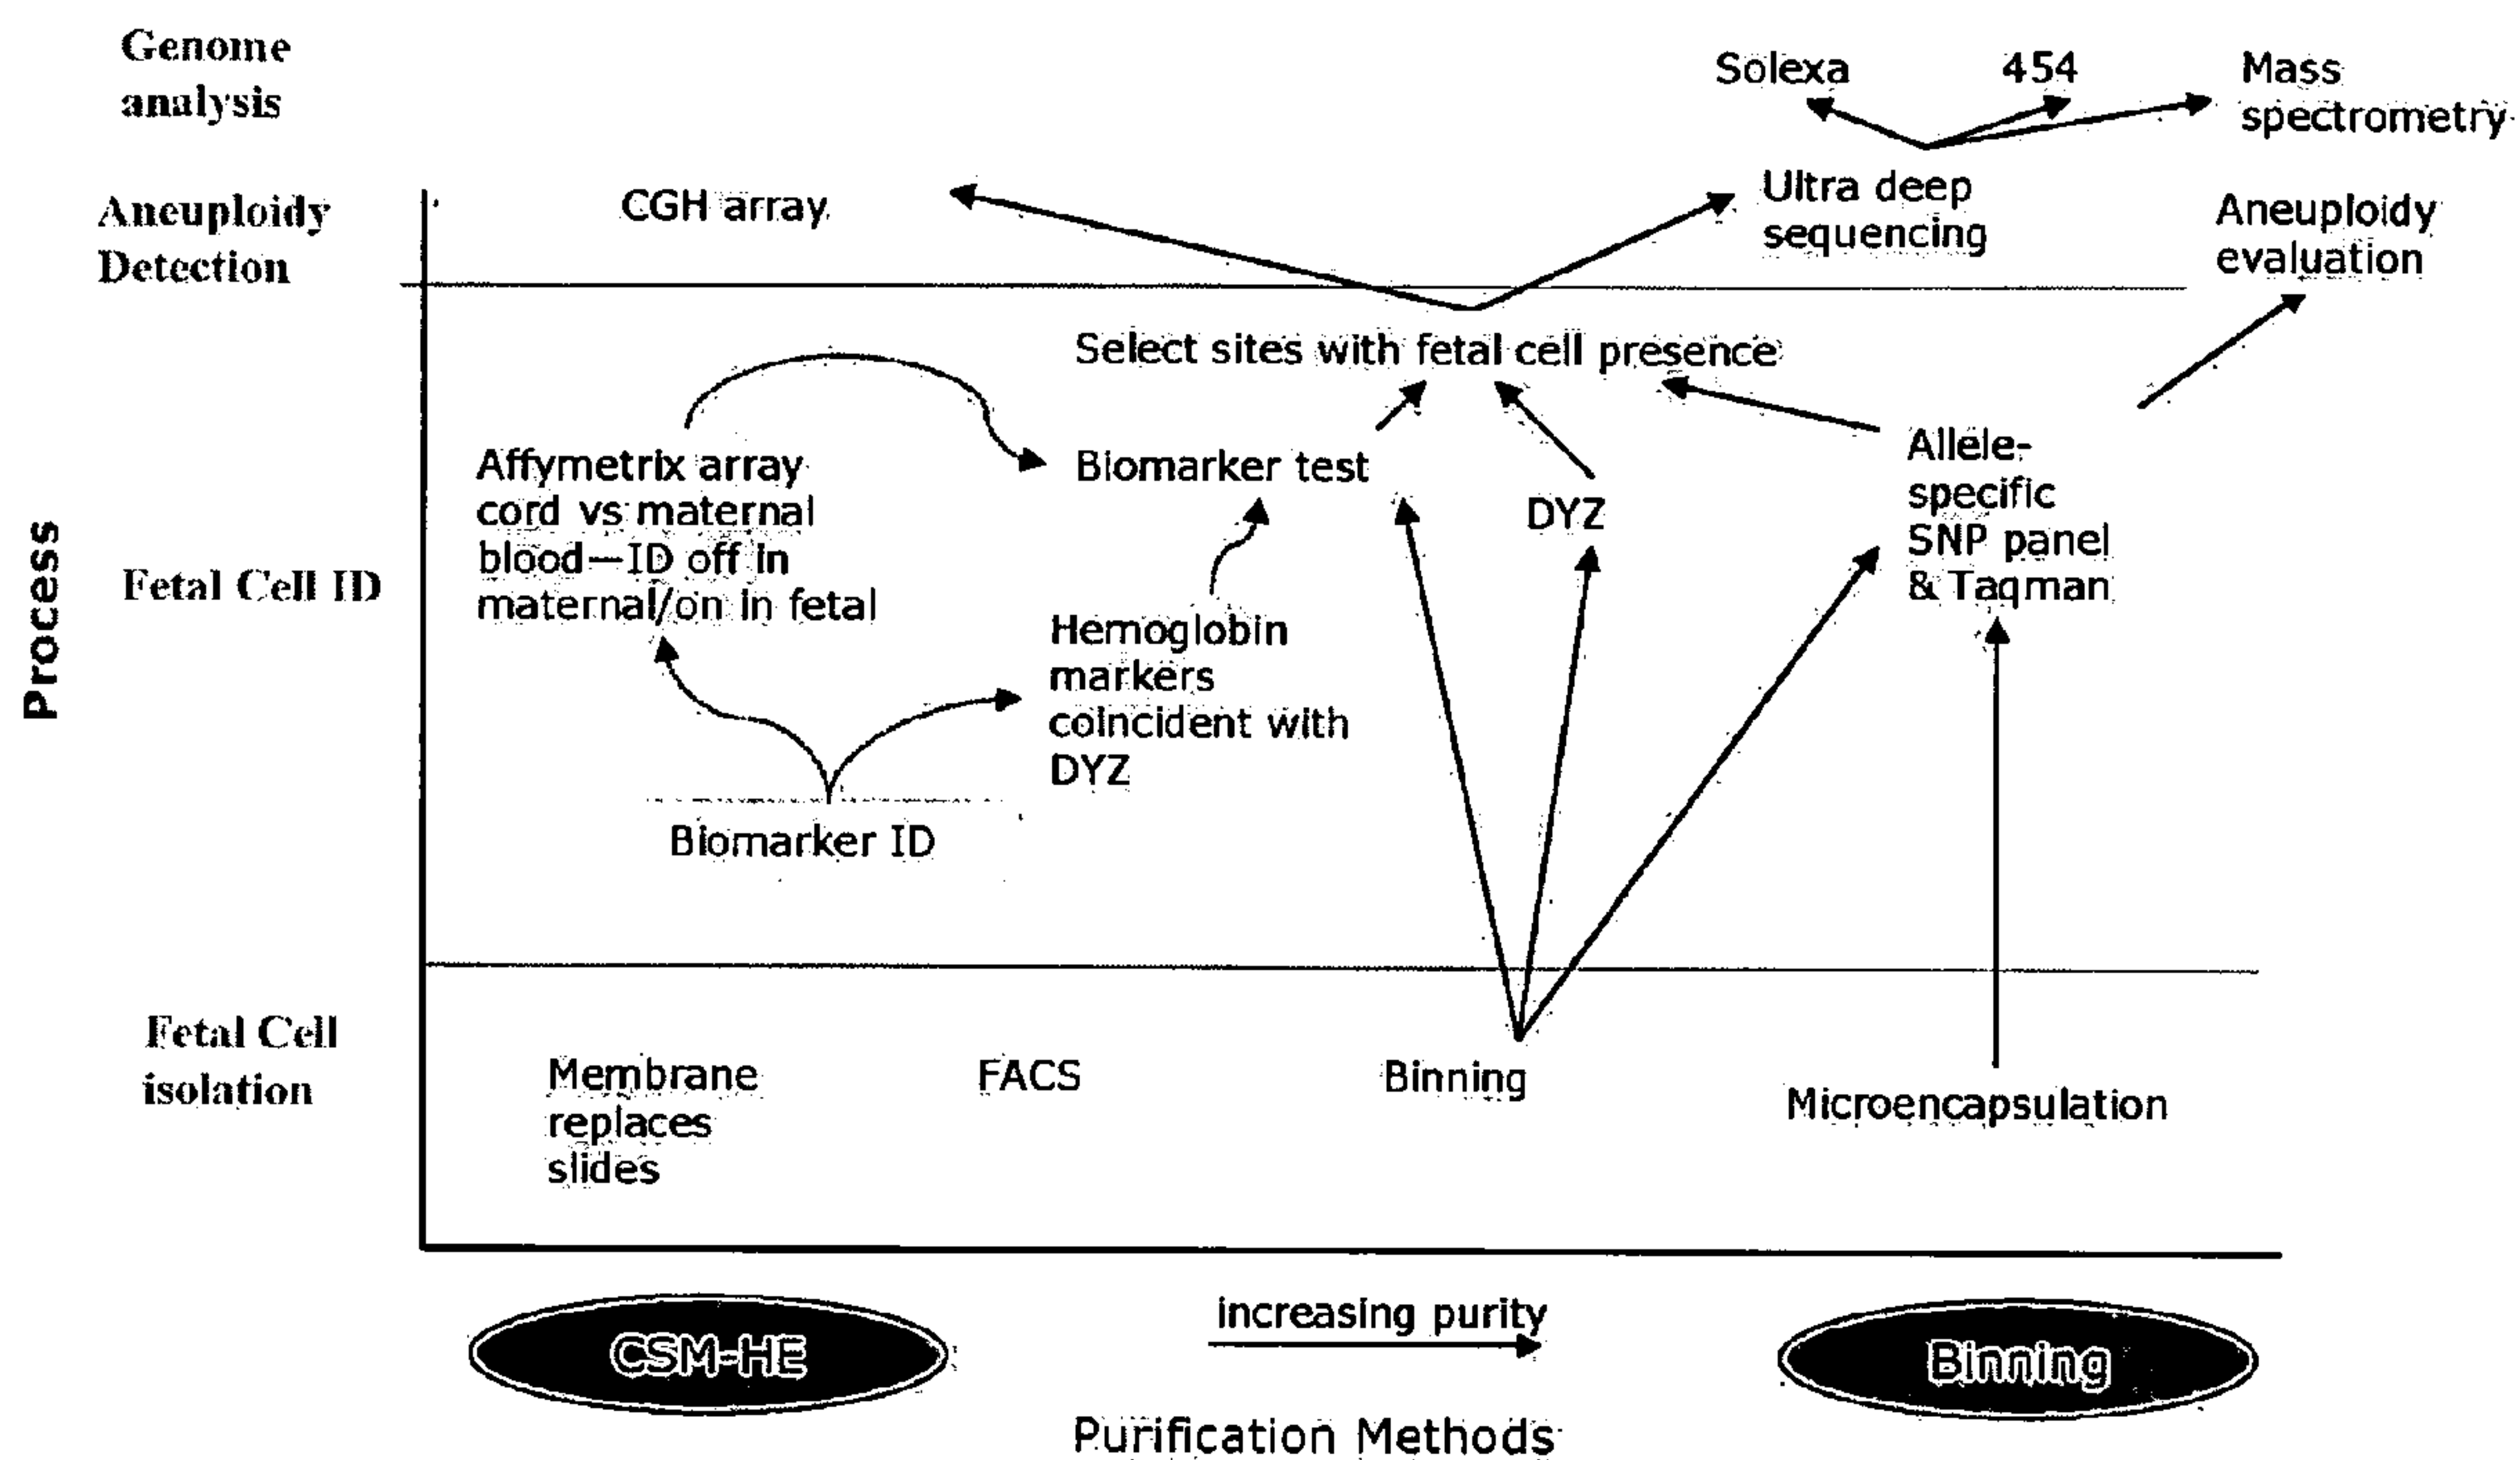 Genome
analysis
Solexa
454
Mass
spectrometry
Aneuploidy
Detection
CGH array
Ultra deep
sequencing
Aneuploidy
evaluation
Select sites with fetal cell presence
Process
Fetal Cell ID
Affymetrix array
cord vs maternal
blood—ID off in
maternal/on in fetal
Biomarker test
DYZ
Allele-
specific
SNP panel
& Taqman
Hemoglobin
markers
coincident with
DYZ
Biomarker ID
Fetal Cell
isolation
Membrane
replaces
slides
FACS
Binning
Microencapsulation
CSM-HE
increasing purity
Binning
Purification Methods